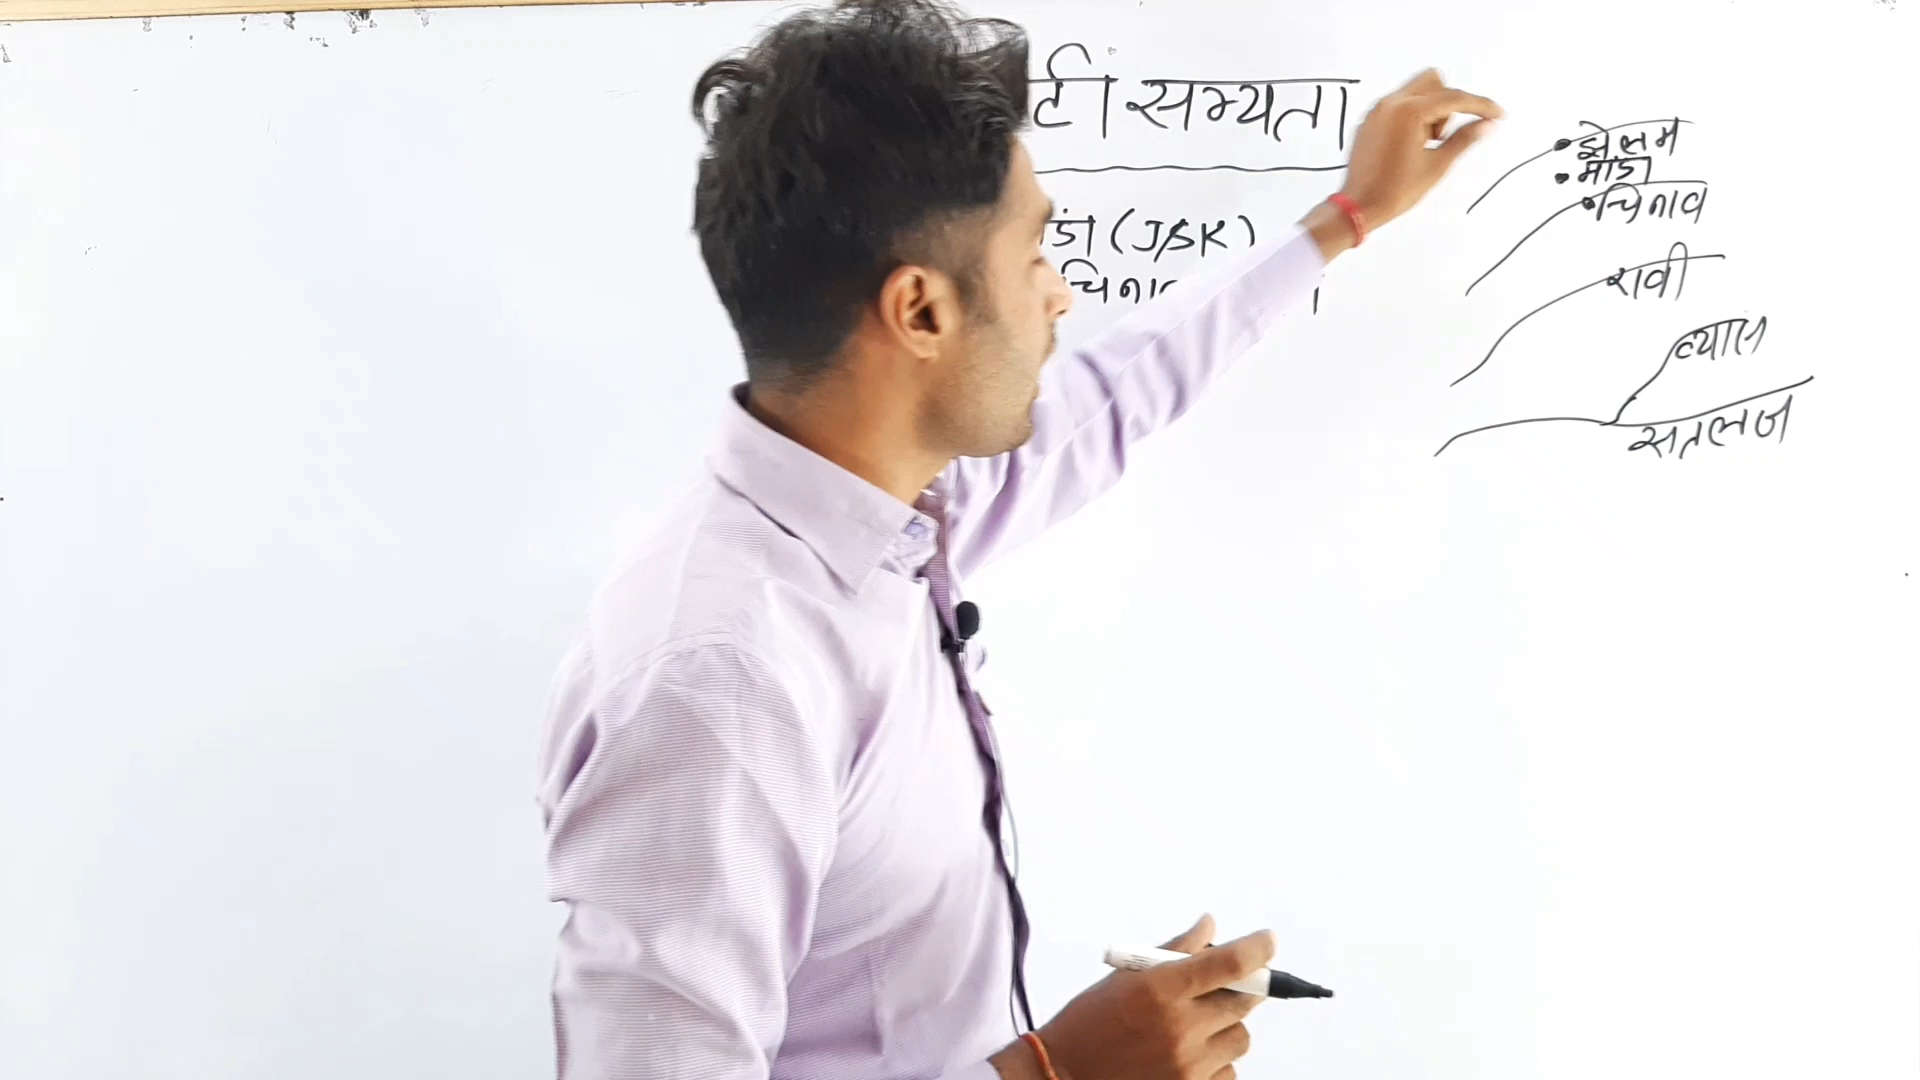 सभ्यता
(J&K)
झेलम
मांडा
चिनाव
रावी
व्यास
सतलज